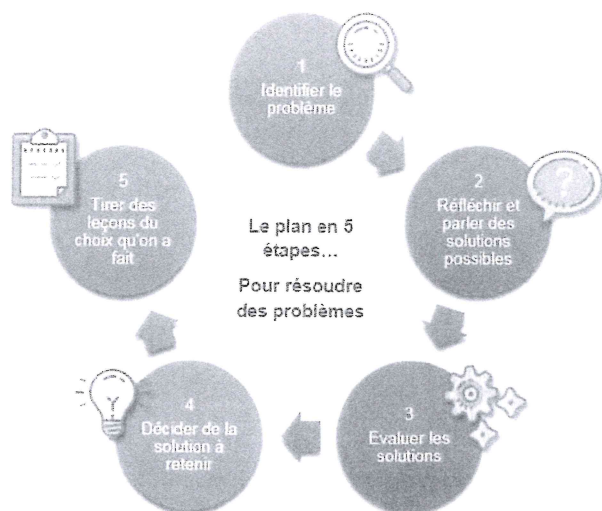 1
Identifier le
problème
2
Réfléchir et
parler des
solutions
possibles
3
Evaluer les
solutions
4
Décider de la
solution à
retenir
5
Tirer des
leçons du
choix qu'on a
fait
Le plan en 5
étapes...
Pour résoudre
des problèmes
?